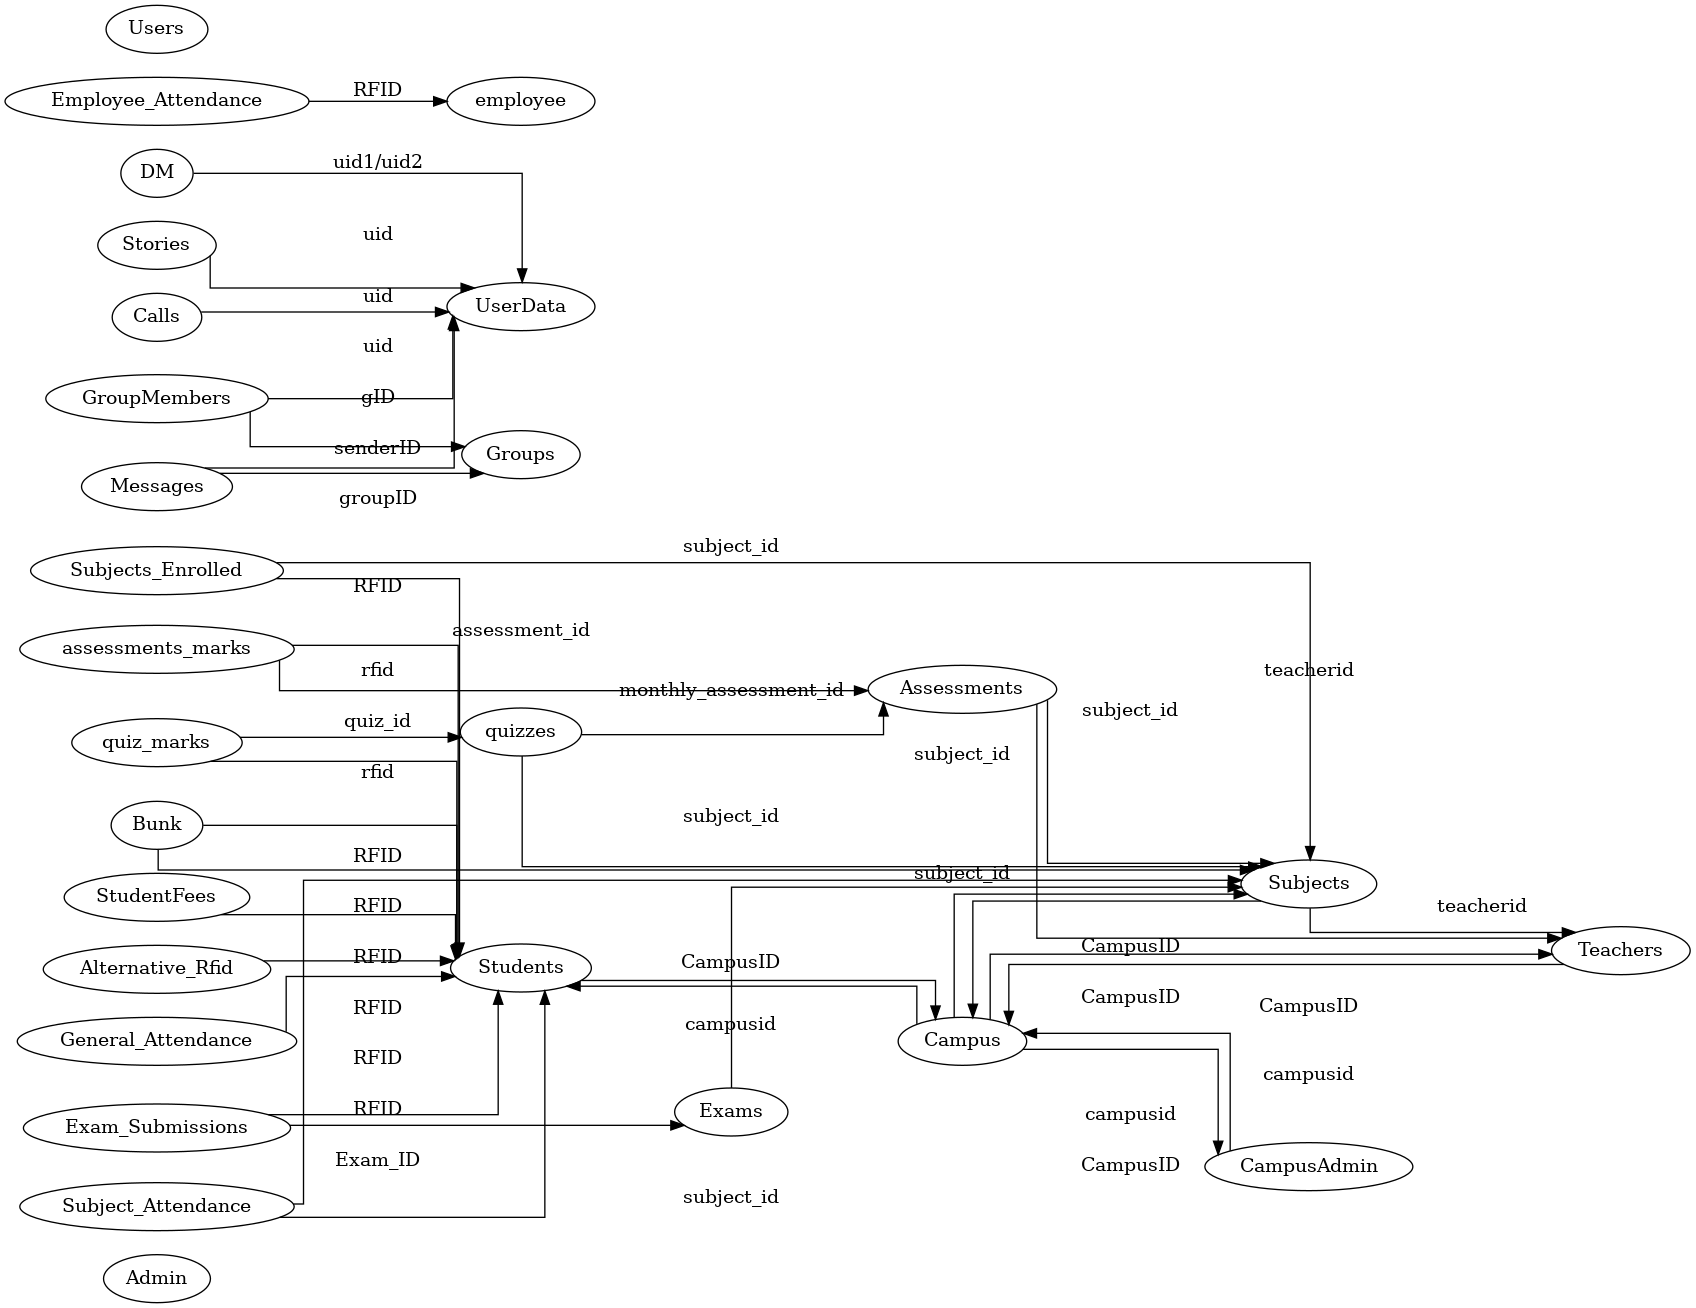 Users
Employee_Attendance
RFID
employee
DM
uid1/uid2
Stories
uid
Calls
uid
UserData
uid
GroupMembers
gID
senderID
Groups
Messages
groupID
Subjects_Enrolled
subject_id
RFID
assessment_id
assessments_marks
rfid
teacherid
monthly_assessment_id
Assessments
subject_id
quiz_marks
quiz_id
quizzes
subject_id
rfid
Bunk
subject_id
RFID
subject_id
Subjects
StudentFees
RFID
teacherid
Alternative_Rfid
RFID
Students
CampusID
CampusID
Teachers
RFID
CampusID
CampusID
General_Attendance
campusid
Campus
RFID
campusid
Exam_Submissions
RFID
Exams
campusid
Exam_ID
CampusID
CampusAdmin
Subject_Attendance
subject_id
Admin